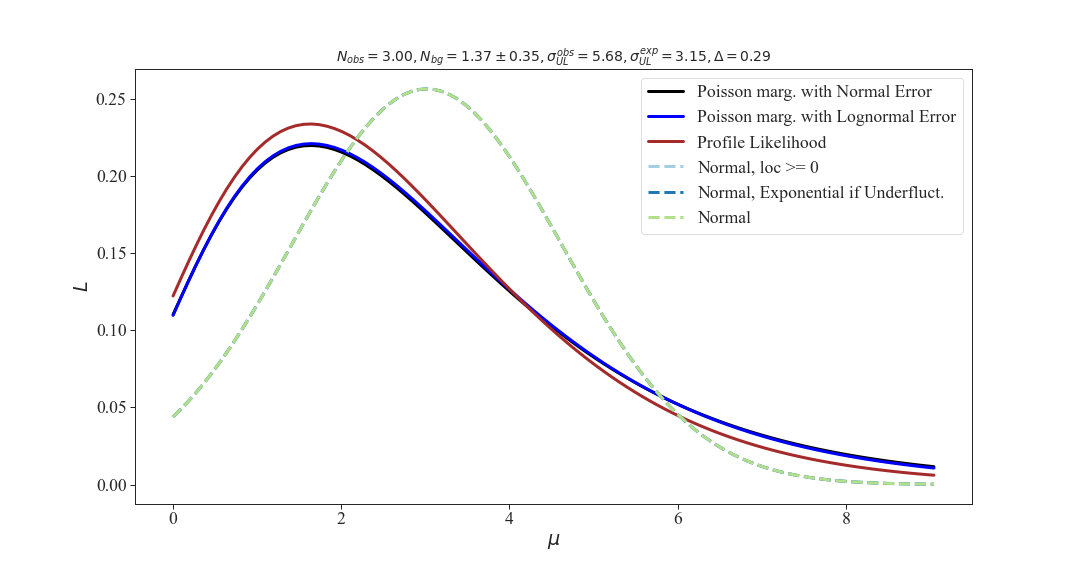 N_obs = 3.00, N_bg = 1.37 ± 0.35, σ_UL^obs = 5.68, σ_UL^exp = 3.15, Δ = 0.29
Poisson marg. with Normal Error
Poisson marg. with Lognormal Error
Profile Likelihood
Normal, loc >= 0
Normal, Exponential if Underfluct.
Normal
0.25
0.20
0.15
0.10
0.05
0.00
L
0 2 4 6 8
μ